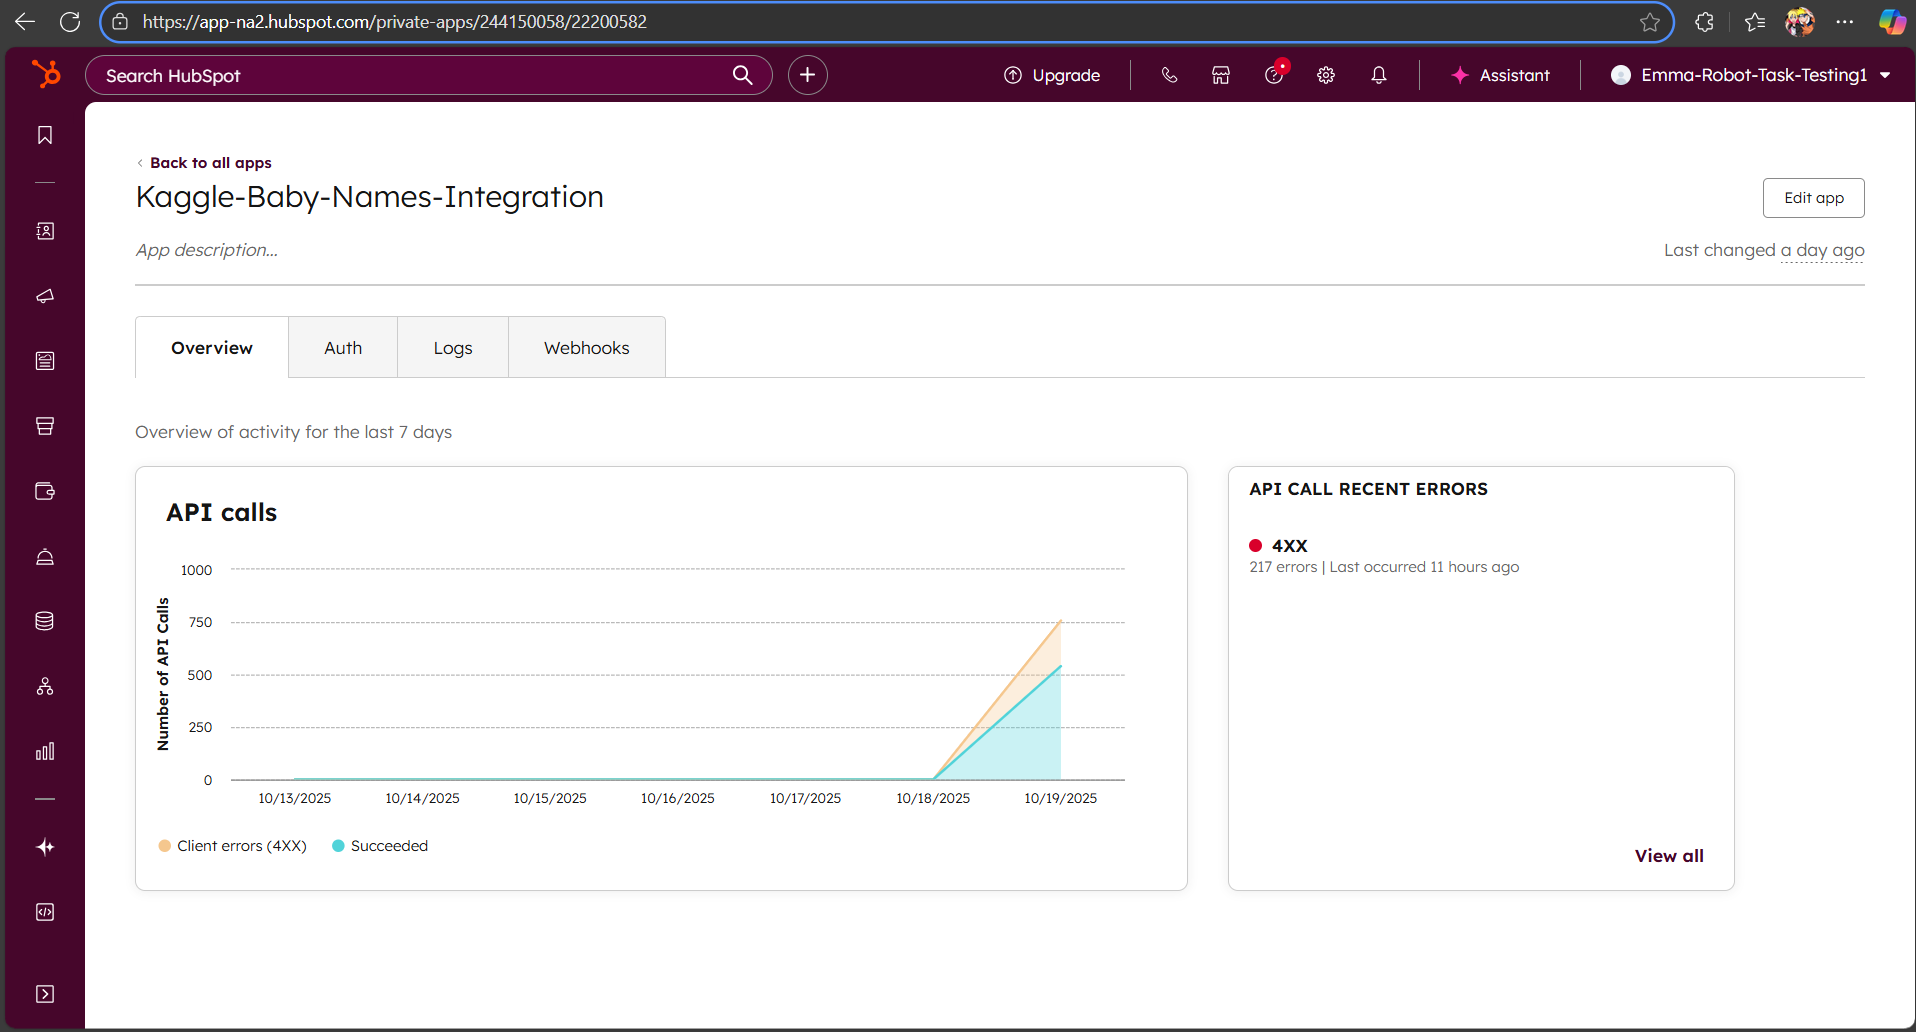 https://app-na2.hubspot.com/private-apps/244150058/22200582
Search HubSpot
Upgrade
Assistant
Emma-Robot-Task-Testing1
Back to all apps
Kaggle-Baby-Names-Integration
Edit app
App description...
Last changed a day ago
Overview
Auth
Logs
Webhooks
Overview of activity for the last 7 days
API calls
Number of API Calls
1000
750
500
250
0
10/13/2025
10/14/2025
10/15/2025
10/16/2025
10/17/2025
10/18/2025
10/19/2025
Client errors (4XX)
Succeeded
API CALL RECENT ERRORS
4XX
217 errors | Last occurred 11 hours ago
View all